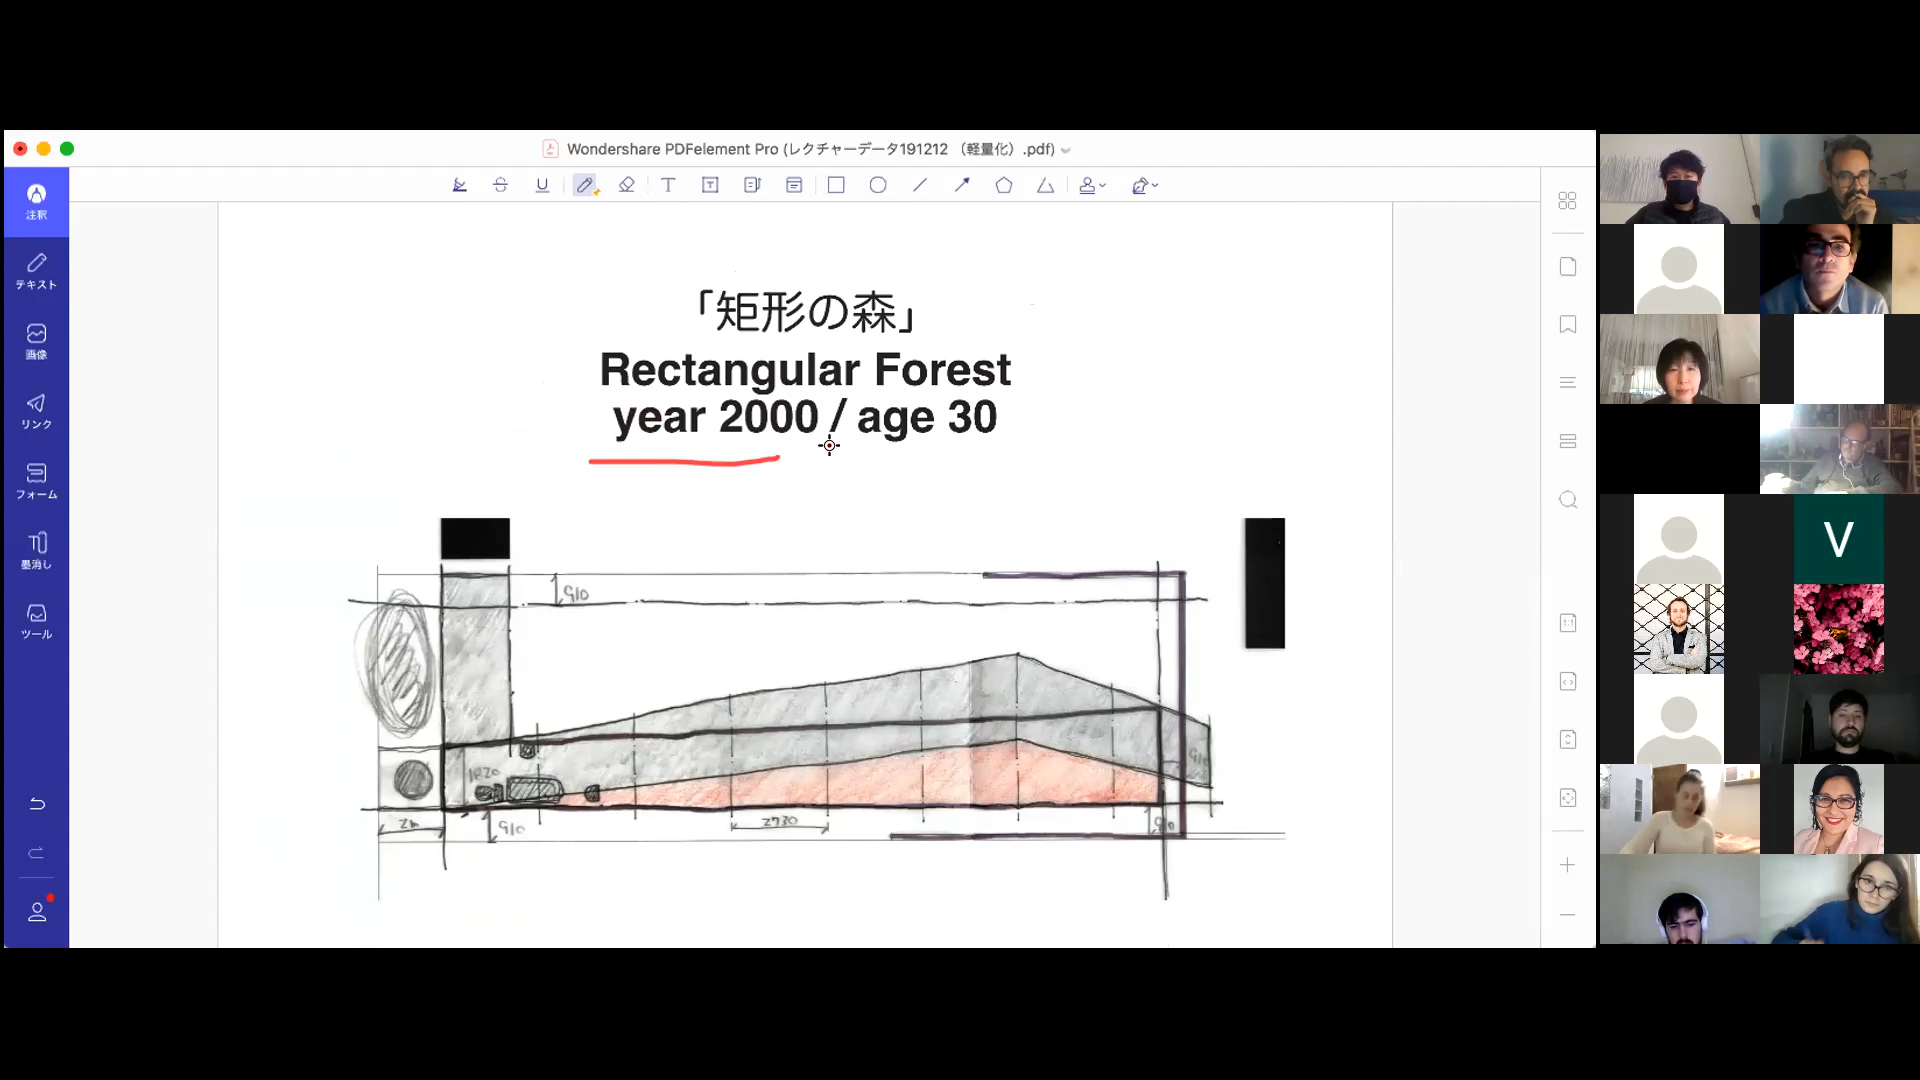 Wondershare PDFelement Pro (レクチャーデータ191212 （軽量化）.pdf)
注釈
テキスト
画像
リンク
フォーム
墨消し
ツール
「矩形の森」
Rectangular Forest
year 2000 / age 30
910
1820
2m
910
2730
910
V